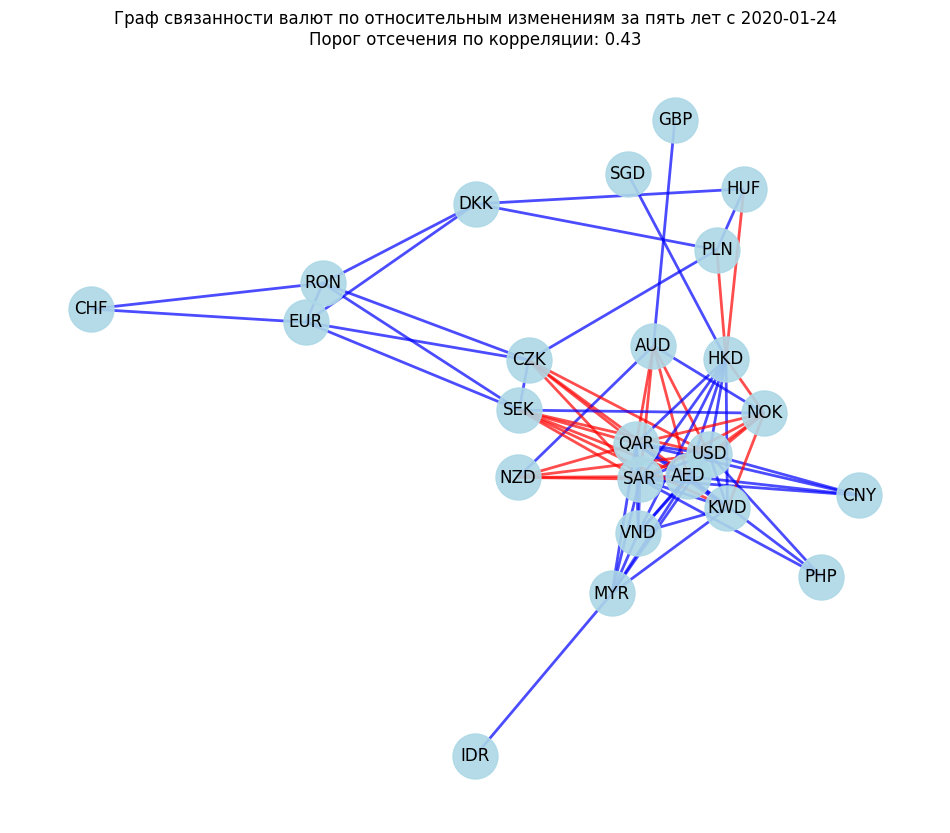 Граф связанности валют по относительным изменениям за пять лет с 2020-01-24
Порог отсечения по корреляции: 0.43
GBP
SGD
HUF
DKK
PLN
RON
CHF
EUR
AUD
HKD
CZK
SEK
NOK
QAR
USD
NZD
SAR
AED
CNY
KWD
VND
PHP
MYR
IDR